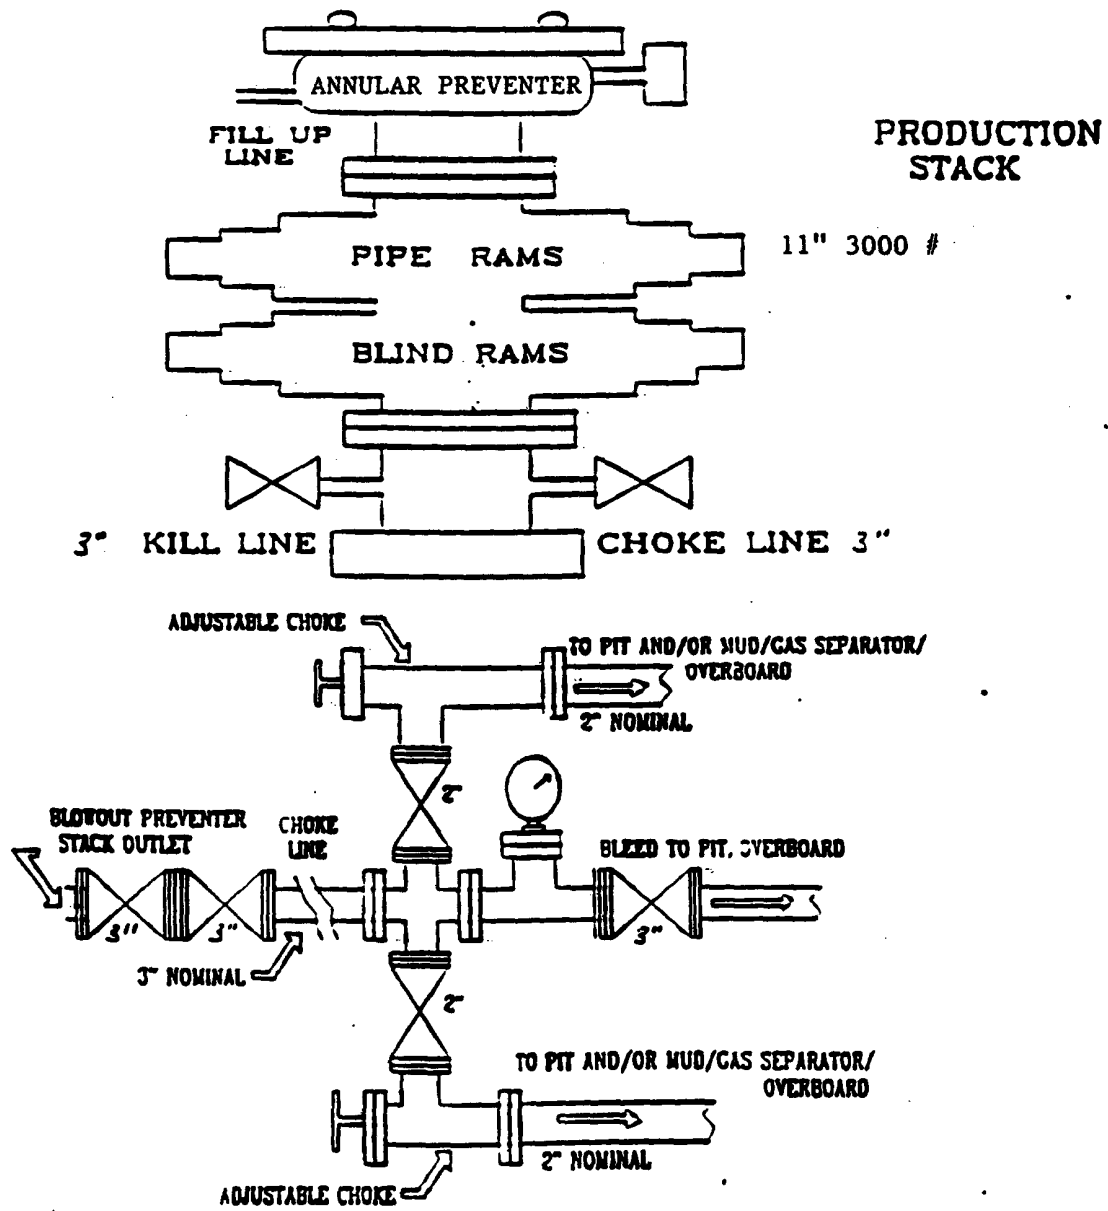 ANNULAR PREVENTER
FILL UP
LINE
PRODUCTION
STACK
PIPE RAMS
11" 3000 #
BLIND RAMS
3" KILL LINE
CHOKE LINE 3"
ADJUSTABLE CHOKE
TO PIT AND/OR MUD/GAS SEPARATOR/
OVERBOARD
2" NOMINAL
2"
BLOWOUT PREVENTER
STACK OUTLET
CHOKE
LINE
BLEED TO PIT, OVERBOARD
3" 3"
3"
3" NOMINAL
2"
TO PIT AND/OR MUD/GAS SEPARATOR/
OVERBOARD
2" NOMINAL
ADJUSTABLE CHOKE